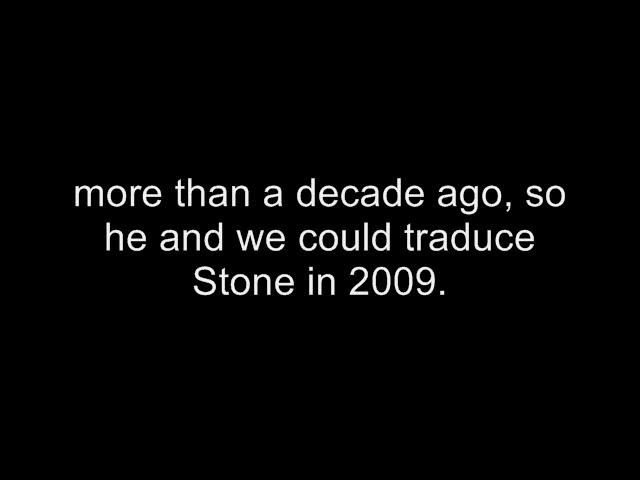 more than a decade ago, so
he and we could traduce
Stone in 2009.